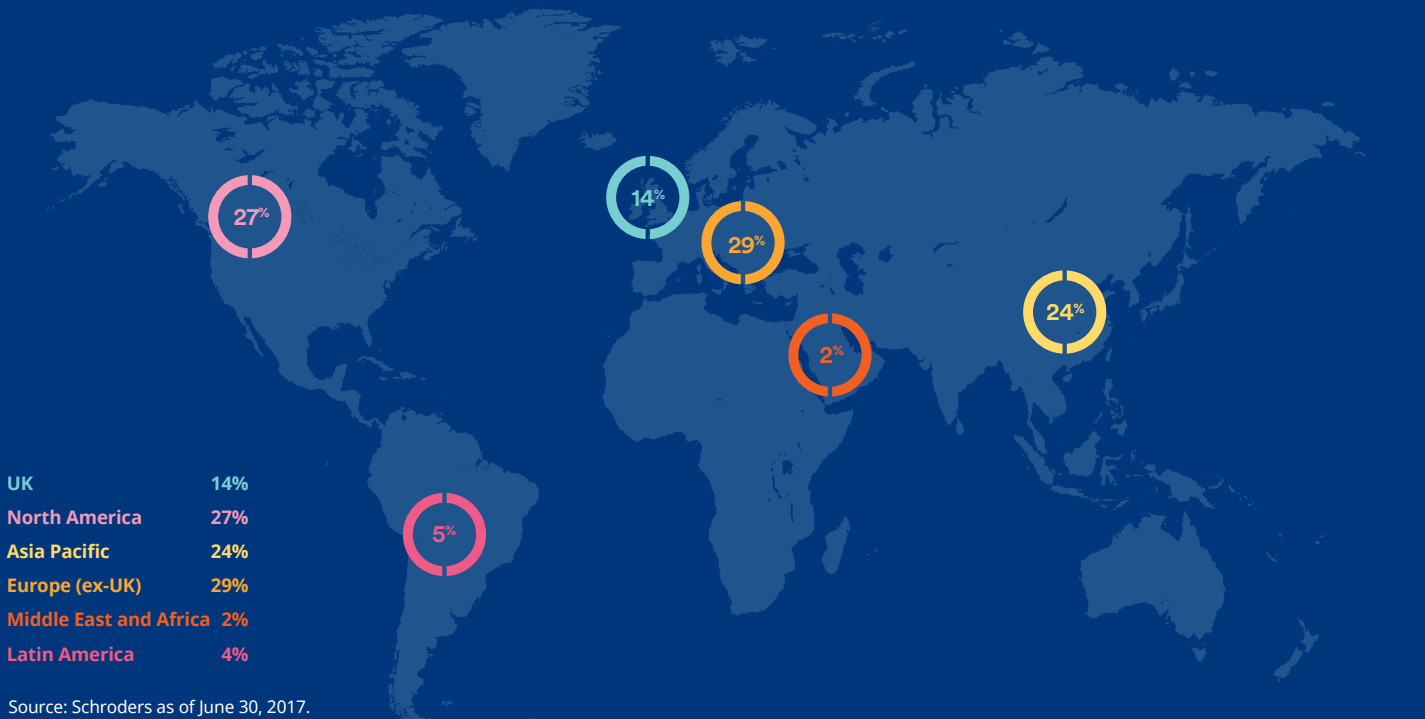 14%
27%
29%
24%
2%
5%
UK 14%
North America 27%
Asia Pacific 24%
Europe (ex-UK) 29%
Middle East and Africa 2%
Latin America 4%
Source: Schroders as of June 30, 2017.